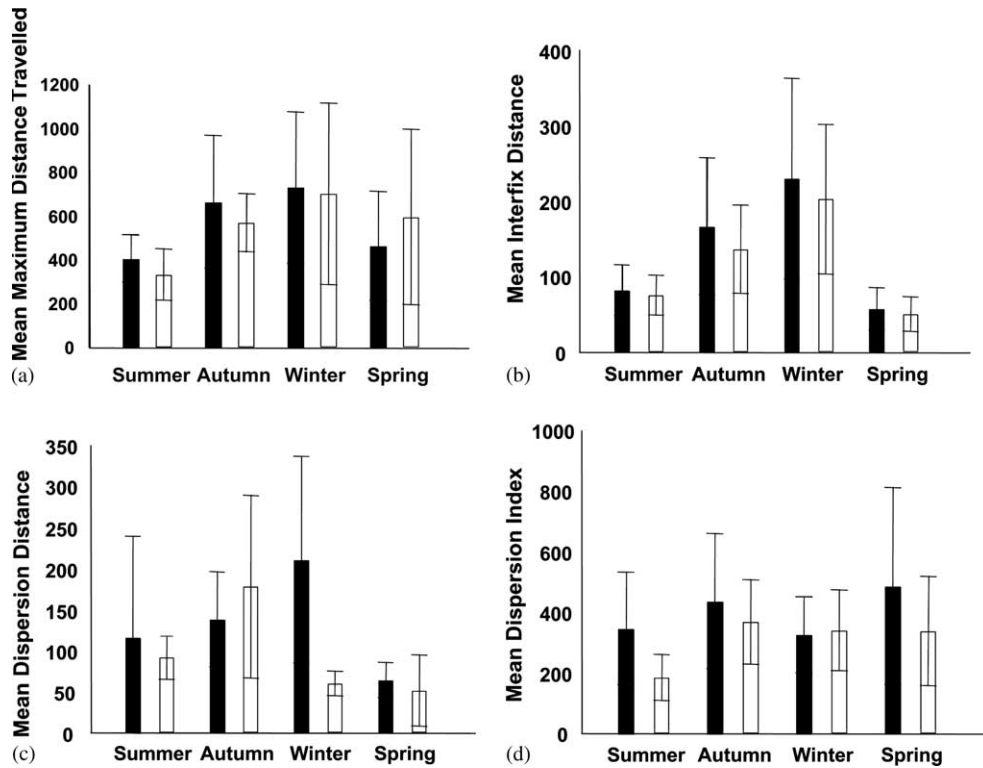 Mean Maximum Distance Travelled
1200
1000
800
600
400
200
0
Summer Autumn Winter Spring
(a)
Mean Interfix Distance
400
300
200
100
0
Summer Autumn Winter Spring
(b)
Mean Dispersion Distance
350
300
250
200
150
100
50
0
Summer Autumn Winter Spring
(c)
Mean Dispersion Index
1000
800
600
400
200
0
Summer Autumn Winter Spring
(d)